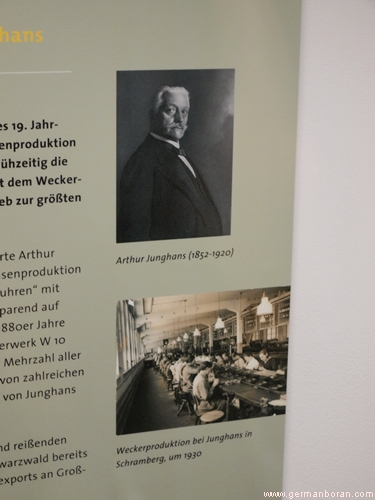 hans
es 19. Jahr-
senproduktion
ühzeitig die
t dem Wecker-
eb zur größten
rte Arthur
ssenproduktion
uhren“ mit
parend auf
880er Jahre
erwerk W 10
Mehrzahl aller
von zahlreichen
von Junghans
nd reißenden
warzwald bereits
exports an Groß-
Arthur Junghans (1852-1920)
Weckerproduktion bei Junghans in
Schramberg, um 1930
www.germanboran.com